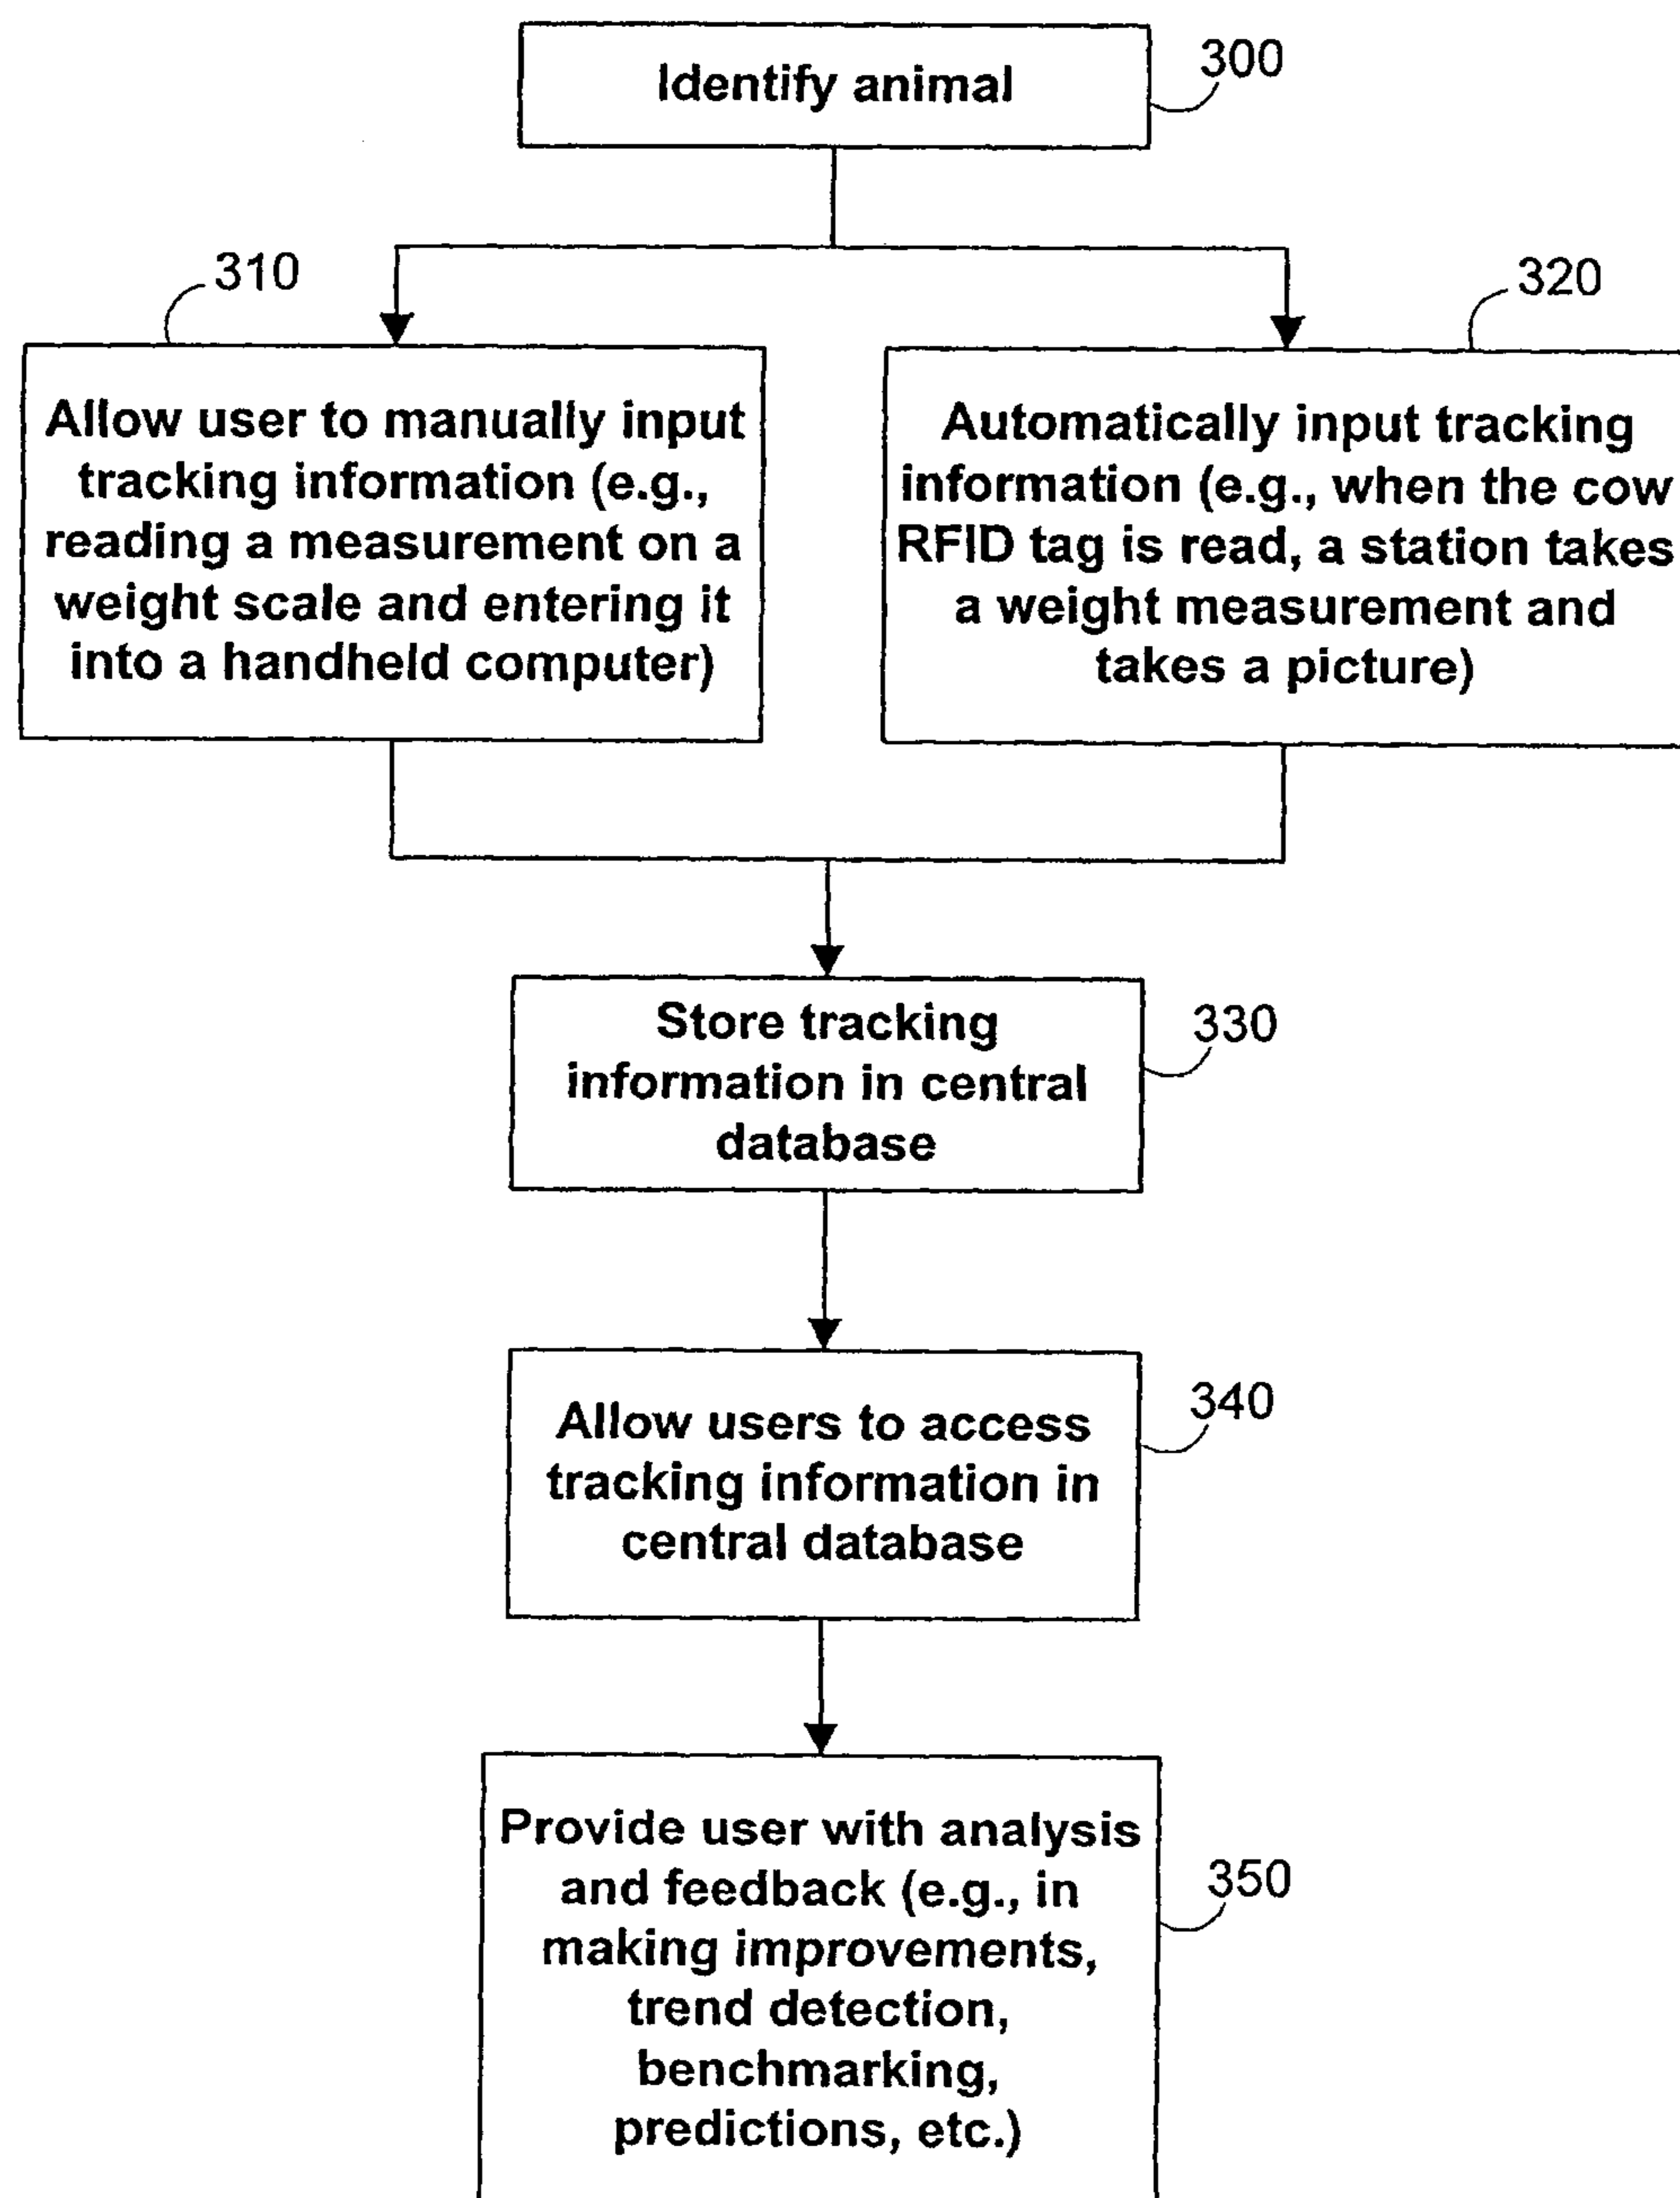 Identify animal
300
310
320
Allow user to manually input
tracking information (e.g.,
reading a measurement on a
weight scale and entering it
into a handheld computer)
Automatically input tracking
information (e.g., when the cow
RFID tag is read, a station takes
a weight measurement and
takes a picture)
Store tracking
information in central
database
330
Allow users to access
tracking information in
central database
340
Provide user with analysis
and feedback (e.g., in
making improvements,
trend detection,
benchmarking,
predictions, etc.)
350